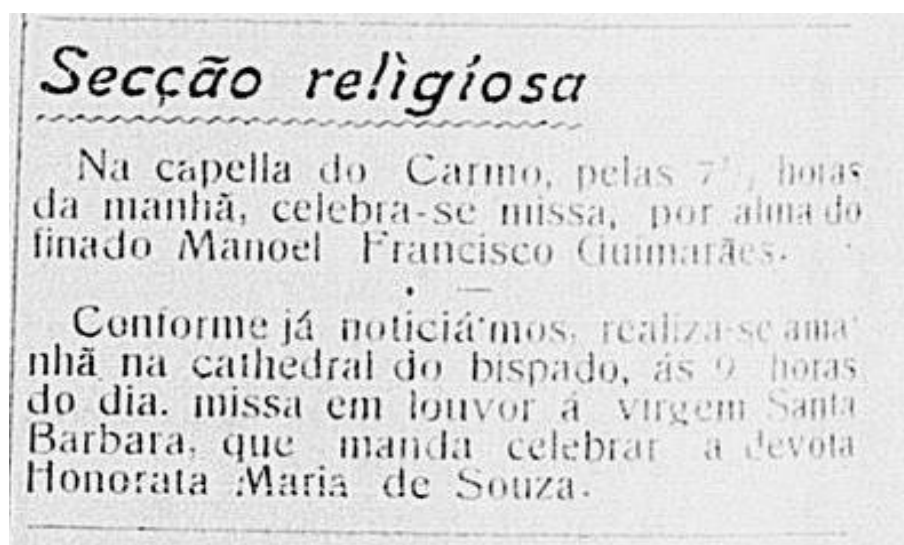 Secção religiosa
Na capella do Carmo, pelas 7 horas
da manhã, celebra-se missa, por alma do
finado Manoel Francisco Guimarães.
Conforme já noticiámos, realiza-se ama-
nhã na cathedral do bispado, ás 9 horas
do dia. missa em louvor á virgem Santa
Barbara, que manda celebrar a devota
Honorata Maria de Souza.